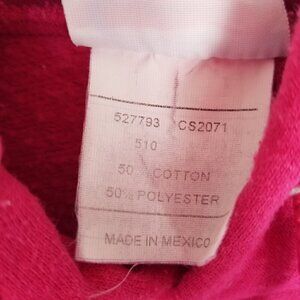 527793 CS2071
510
50% COTTON
50% POLYESTER
MADE IN MEXICO